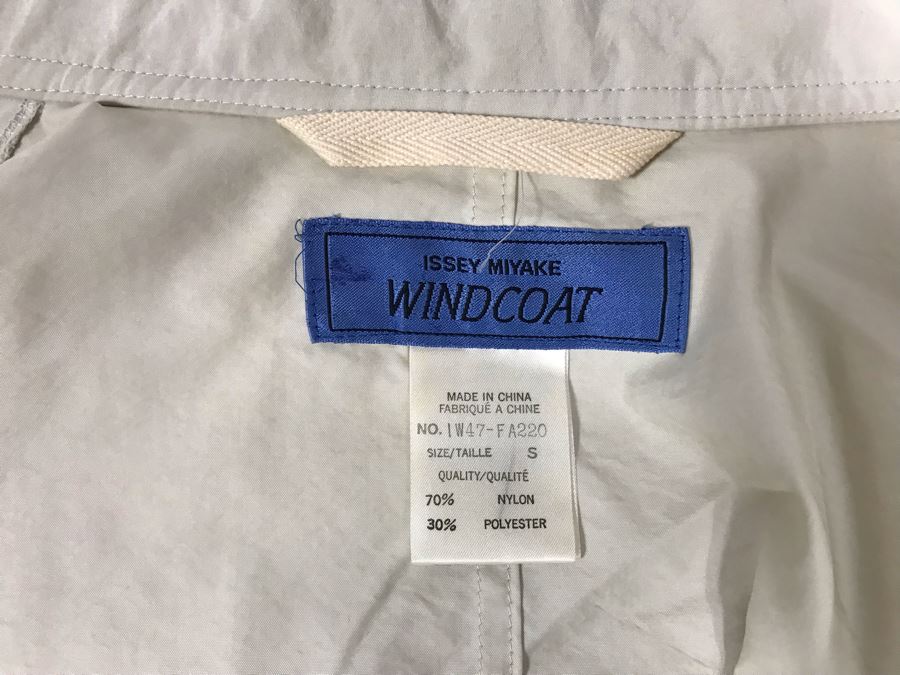 ISSEY MIYAKE
WINDCOAT
MADE IN CHINA
FABRIQUÉ A CHINE
NO. IW47-FA220
SIZE/TAILLE S
QUALITY/QUALITÉ
70% NYLON
30% POLYESTER